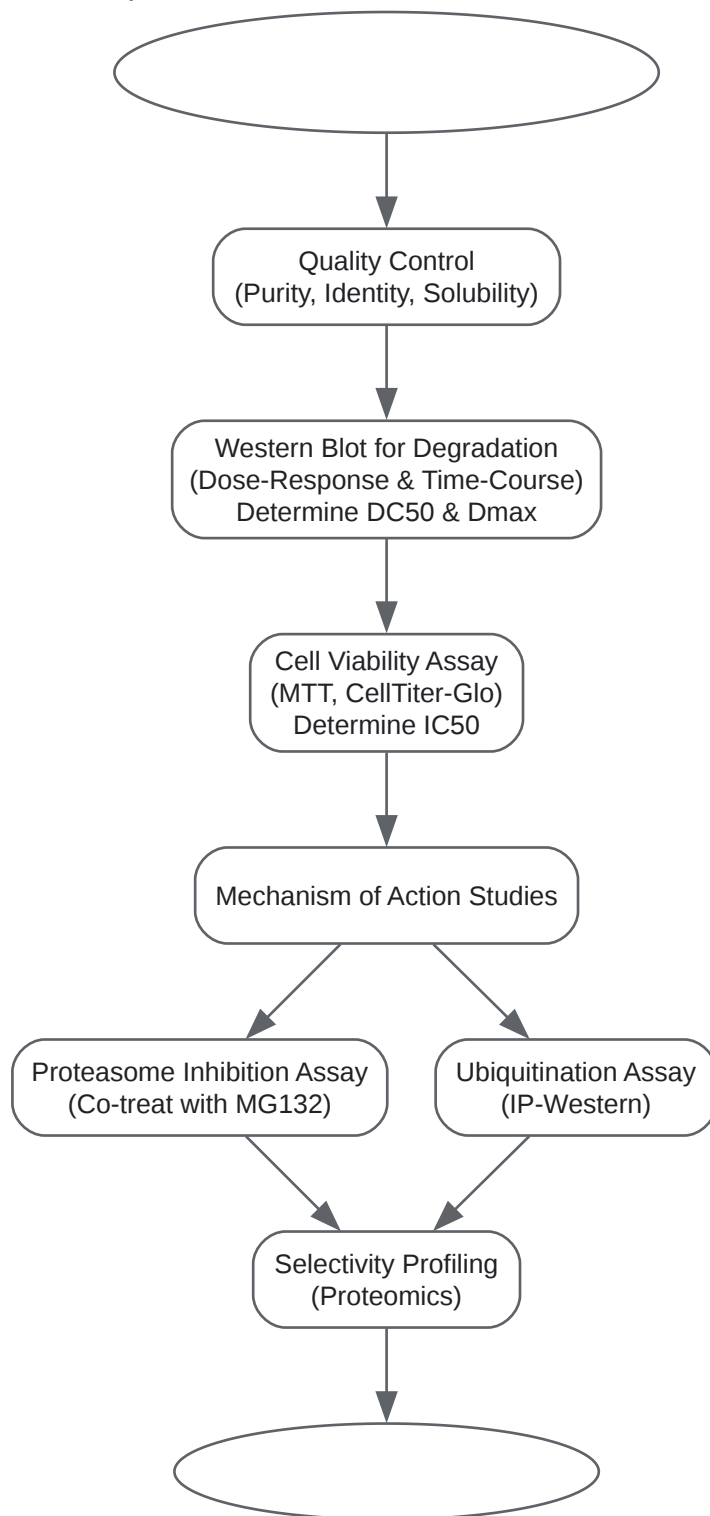 Quality Control
(Purity, Identity, Solubility)
Western Blot for Degradation
(Dose-Response & Time-Course)
Determine DC50 & Dmax
Cell Viability Assay
(MTT, CellTiter-Glo)
Determine IC50
Mechanism of Action Studies
Proteasome Inhibition Assay
(Co-treat with MG132)
Ubiquitination Assay
(IP-Western)
Selectivity Profiling
(Proteomics)